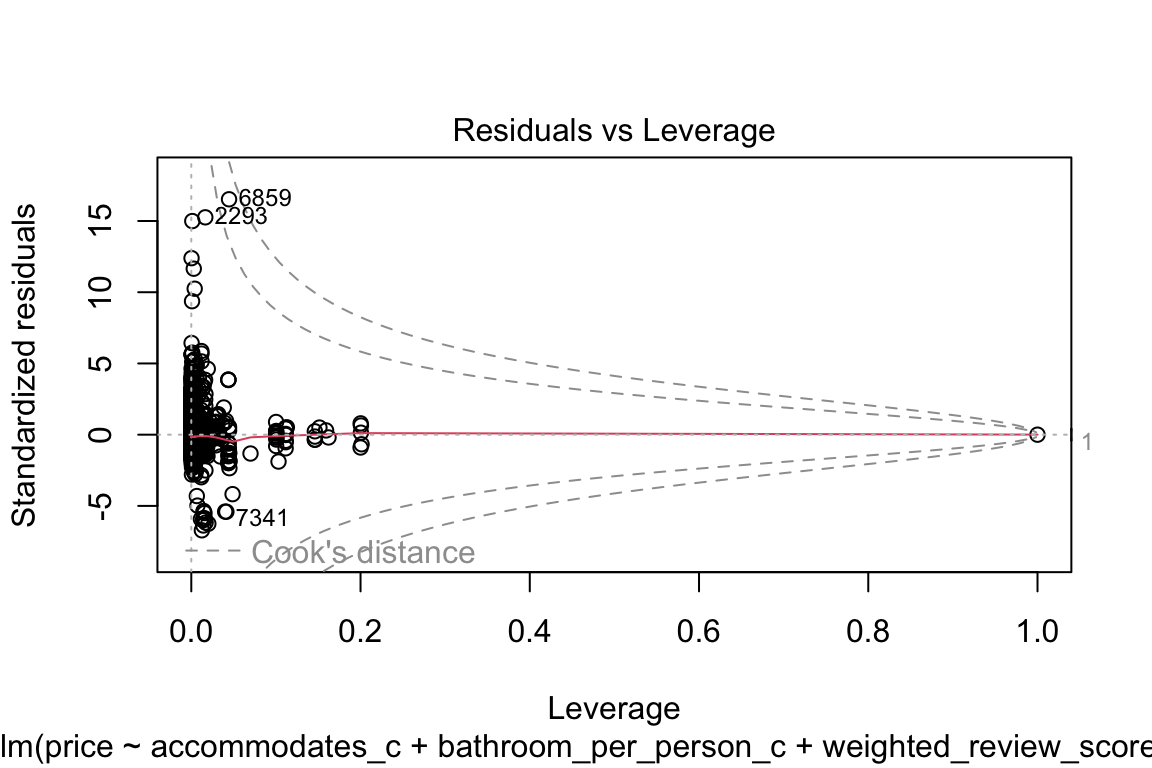 Residuals vs Leverage
Standardized residuals
15
10
5
0
-5
6859
2293
7341
Cook's distance
1
0.0 0.2 0.4 0.6 0.8 1.0
Leverage
lm(price ~ accommodates_c + bathroom_per_person_c + weighted_review_score